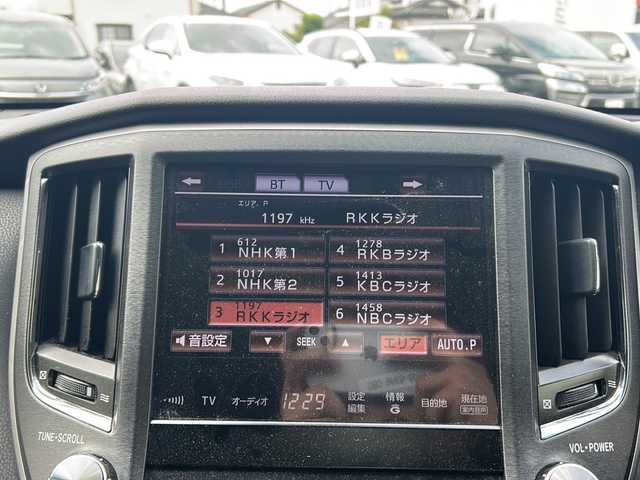 BT TV
エリア. P
1197 kHz RKKラジオ
1 612 NHK第1
4 1278 RKBラジオ
2 1017 NHK第2
5 1413 KBCラジオ
3 1197 RKKラジオ
6 1458 NBCラジオ
音設定 ▼ SEEK ▲ エリア AUTO.P
TV オーディオ 12:29 設定編集 情報 G 目的地 現在地 案内音声
TUNE•SCROLL
VOL•POWER